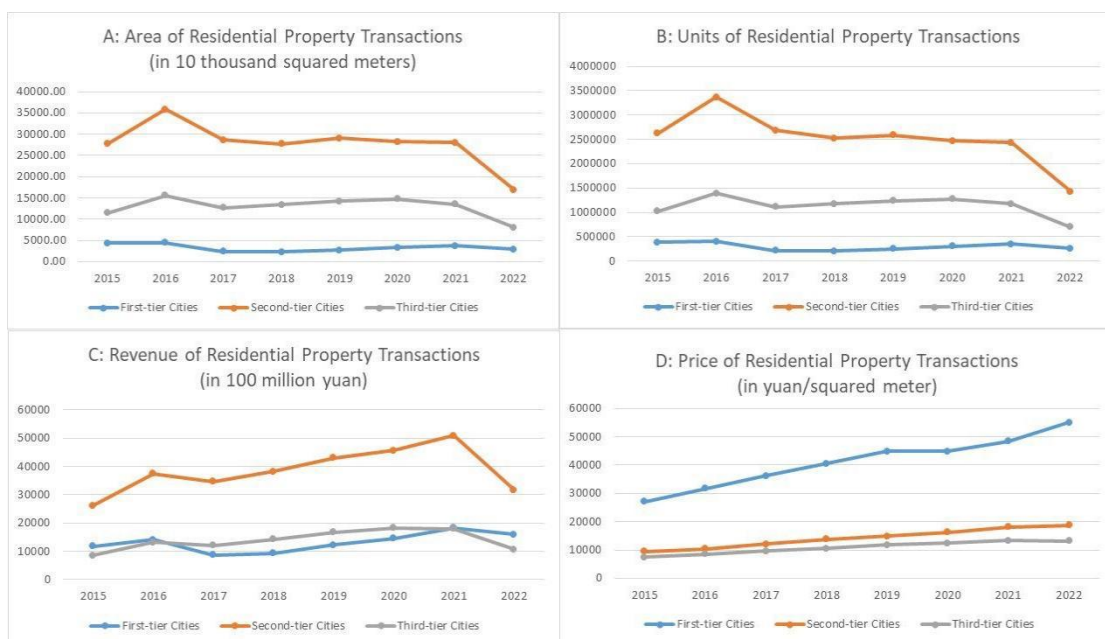 A: Area of Residential Property Transactions
(in 10 thousand squared meters)
40000.00
35000.00
30000.00
25000.00
20000.00
15000.00
10000.00
5000.00
0.00
2015 2016 2017 2018 2019 2020 2021 2022
First-tier Cities Second-tier Cities Third-tier Cities
B: Units of Residential Property Transactions
4000000
3500000
3000000
2500000
2000000
1500000
1000000
500000
0
2015 2016 2017 2018 2019 2020 2021 2022
First-tier Cities Second-tier Cities Third-tier Cities
C: Revenue of Residential Property Transactions
(in 100 million yuan)
60000
50000
40000
30000
20000
10000
0
2015 2016 2017 2018 2019 2020 2021 2022
First-tier Cities Second-tier Cities Third-tier Cities
D: Price of Residential Property Transactions
(in yuan/squared meter)
60000
50000
40000
30000
20000
10000
0
2015 2016 2017 2018 2019 2020 2021 2022
First-tier Cities Second-tier Cities Third-tier Cities